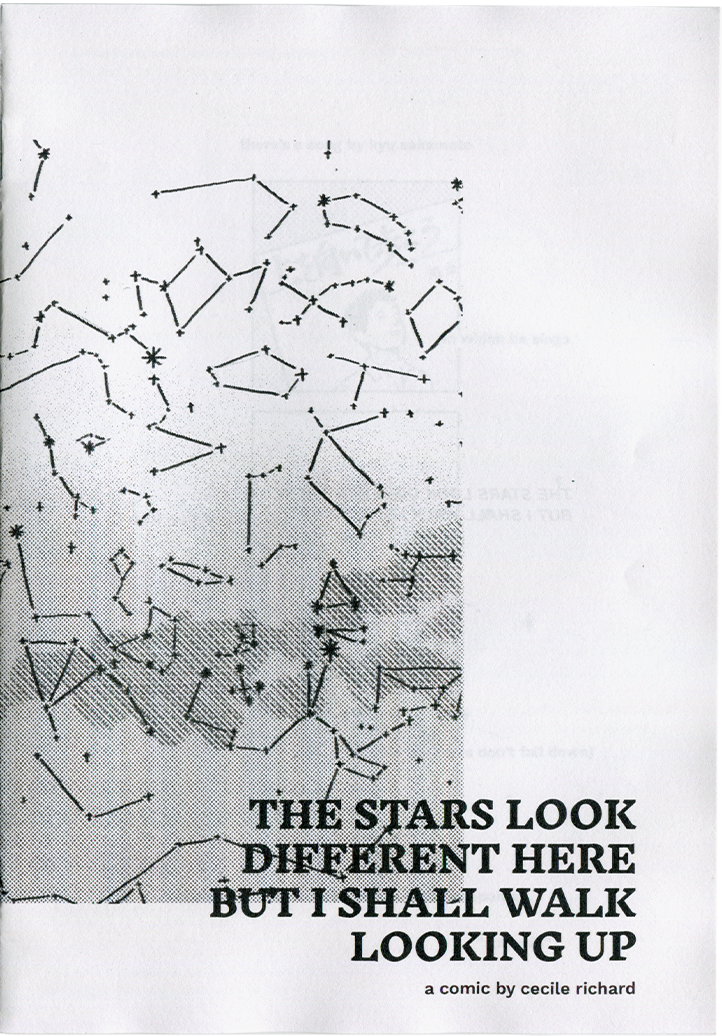 THE STARS LOOK
DIFFERENT HERE
BUT I SHALL WALK
LOOKING UP
a comic by cecile richard